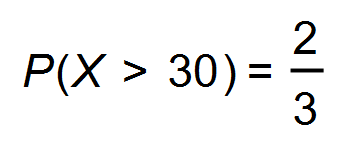 P(X > 30) = 2/3